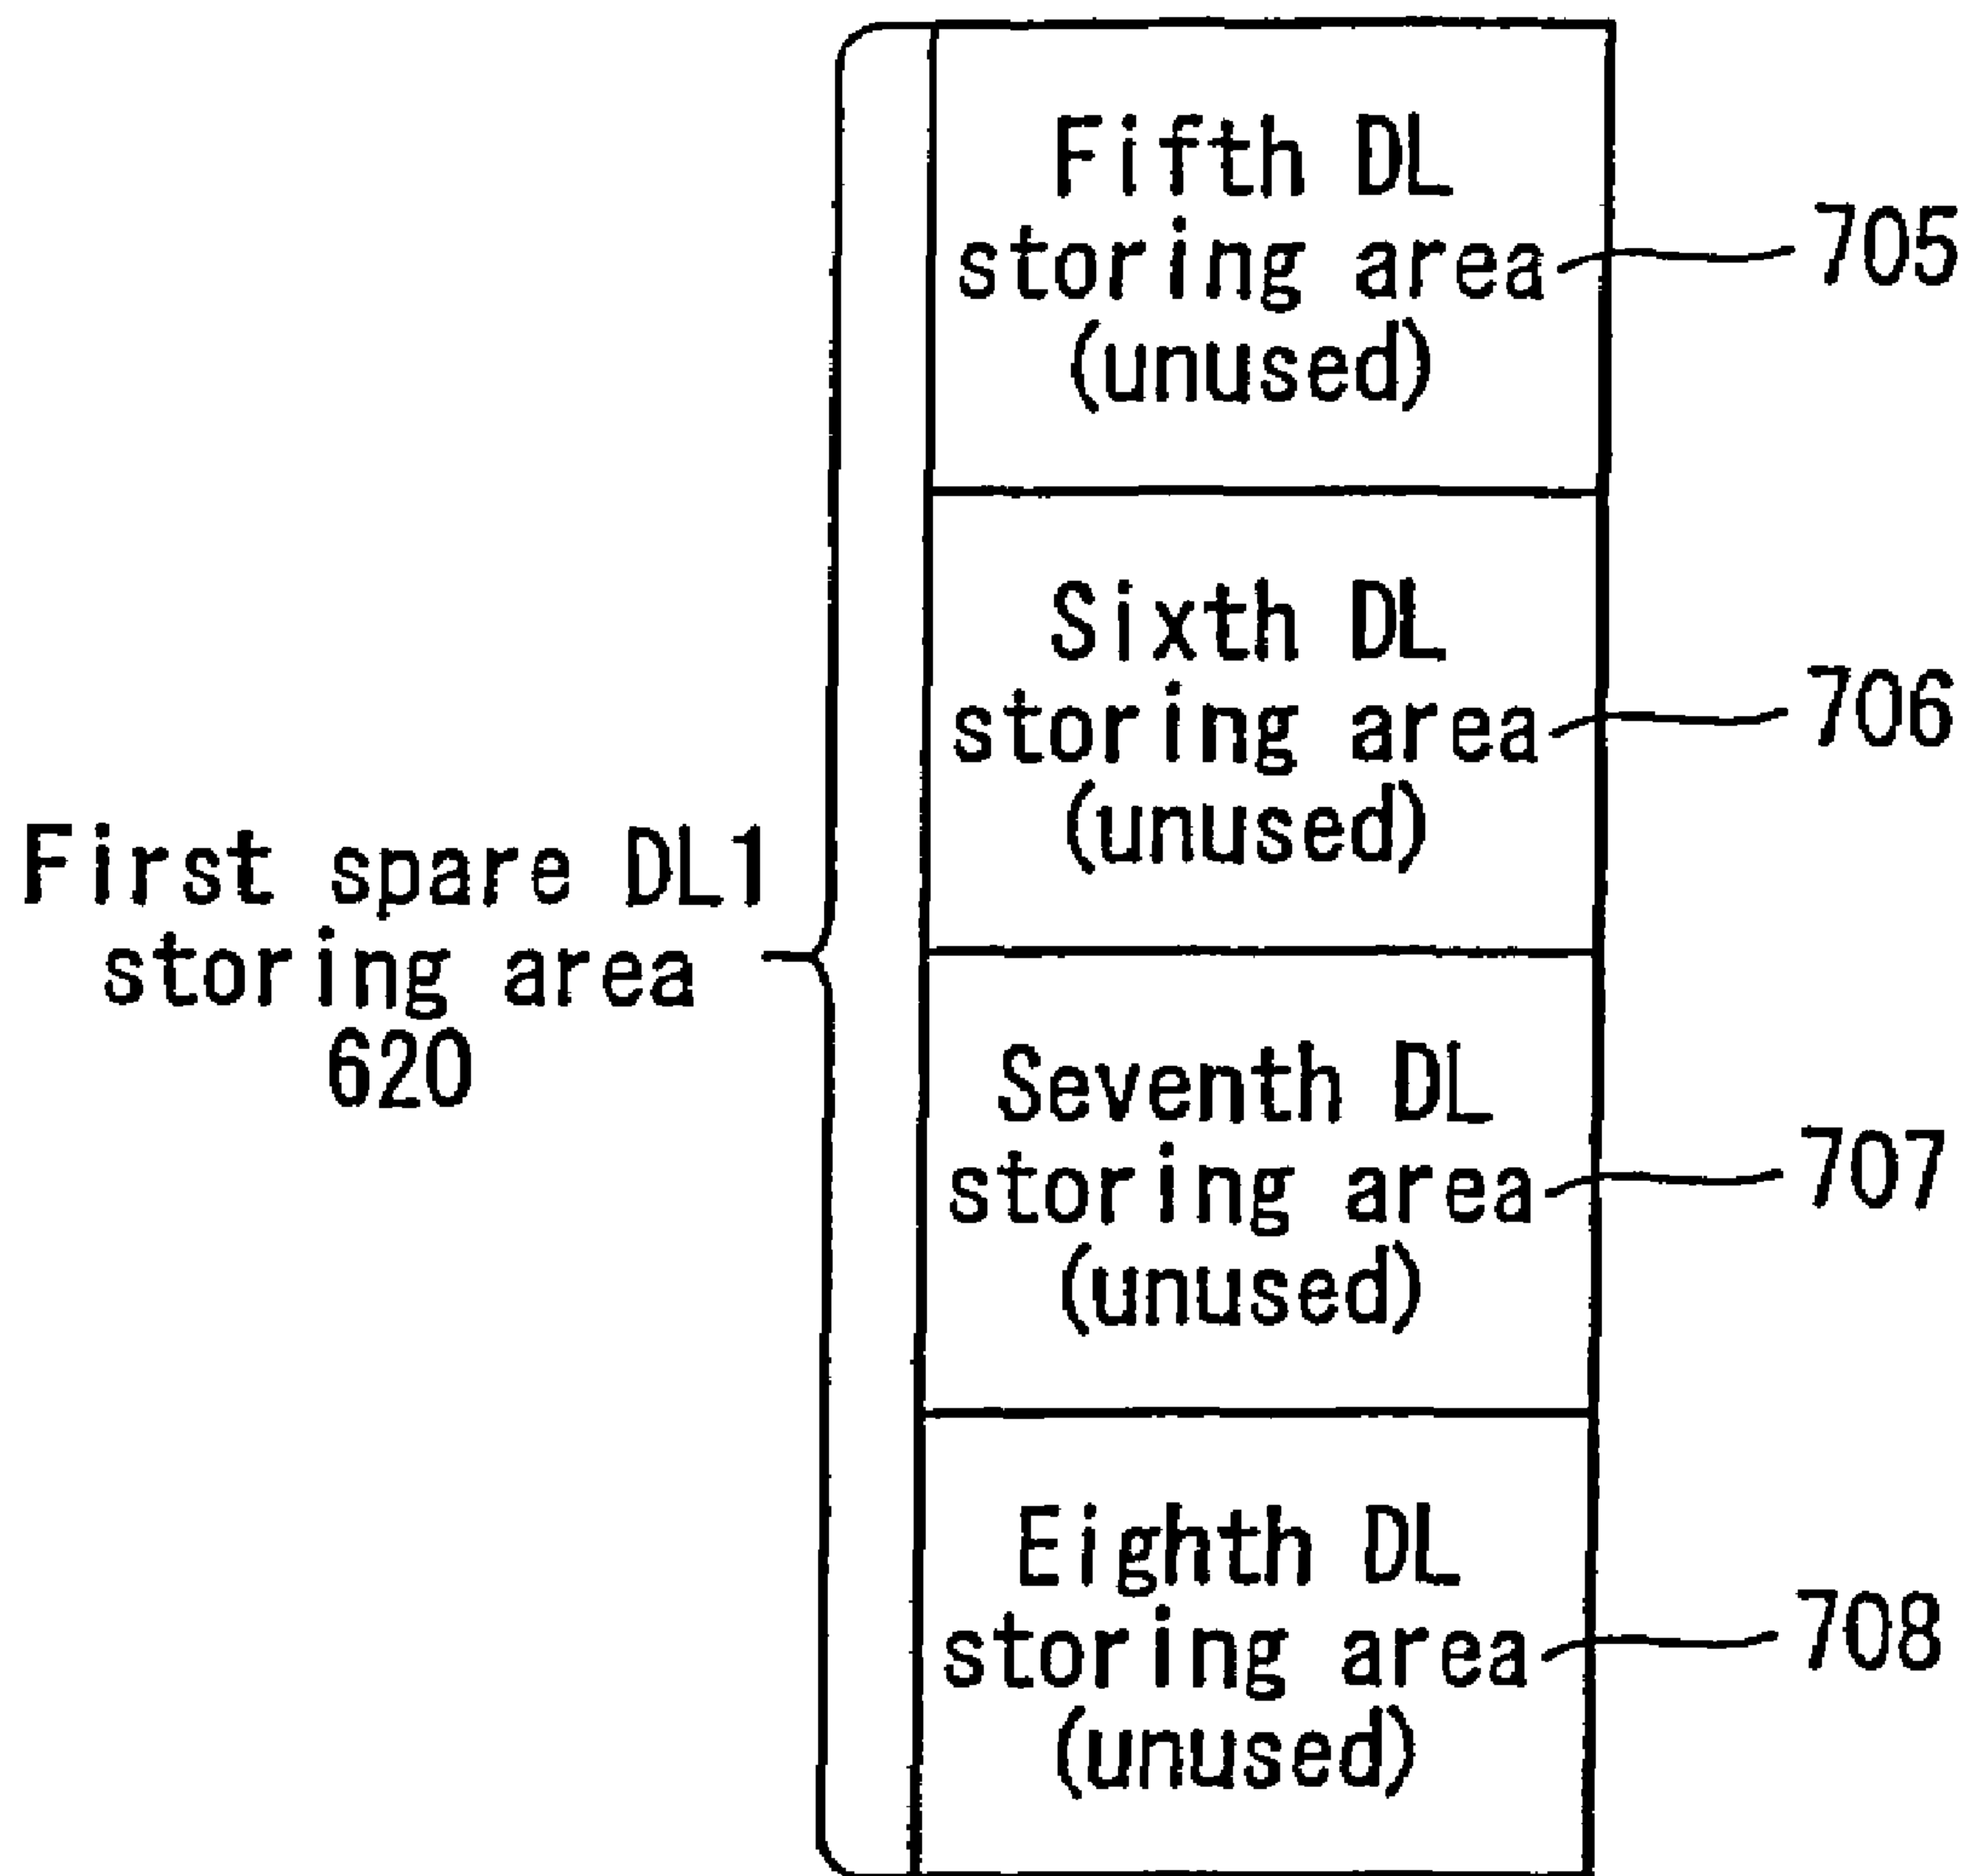 Fifth DL
storing area
(unused)
705
Sixth DL
storing area
(unused)
706
First spare DL1
storing area
620
Seventh DL
storing area
(unused)
707
Eighth DL
storing area
(unused)
708